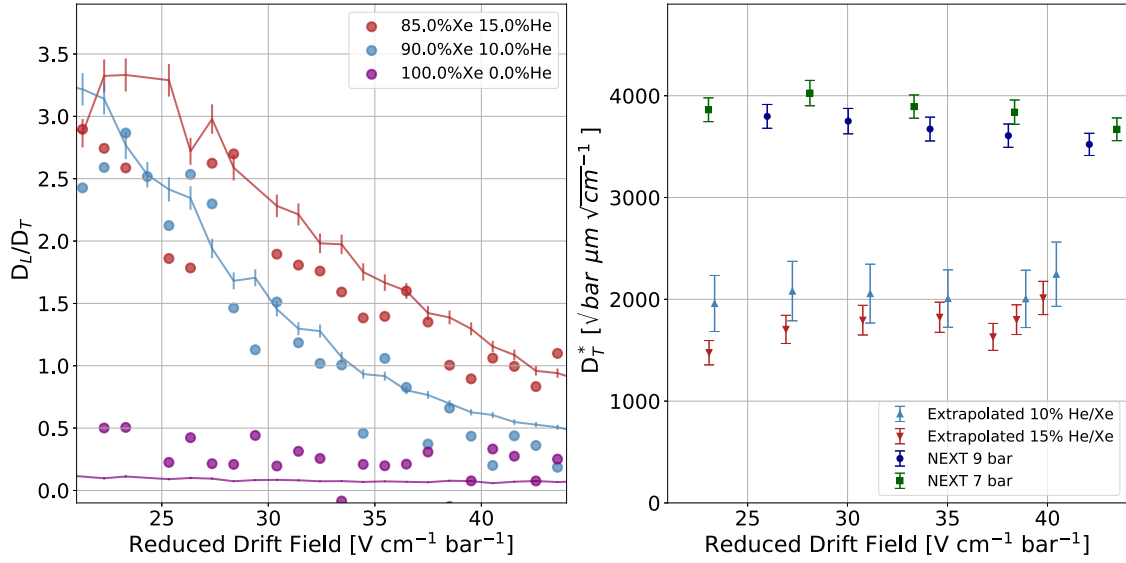 85.0%Xe 15.0%He
90.0%Xe 10.0%He
100.0%Xe 0.0%He
3.5
3.0
2.5
2.0
1.5
1.0
0.5
0.0
D_L/D_T
25 30 35 40
Reduced Drift Field [V cm⁻¹ bar⁻¹]
4000
3000
2000
1000
0
D_T^* [√bar μm √cm⁻¹]
Extrapolated 10% He/Xe
Extrapolated 15% He/Xe
NEXT 9 bar
NEXT 7 bar
25 30 35 40
Reduced Drift Field [V cm⁻¹ bar⁻¹]